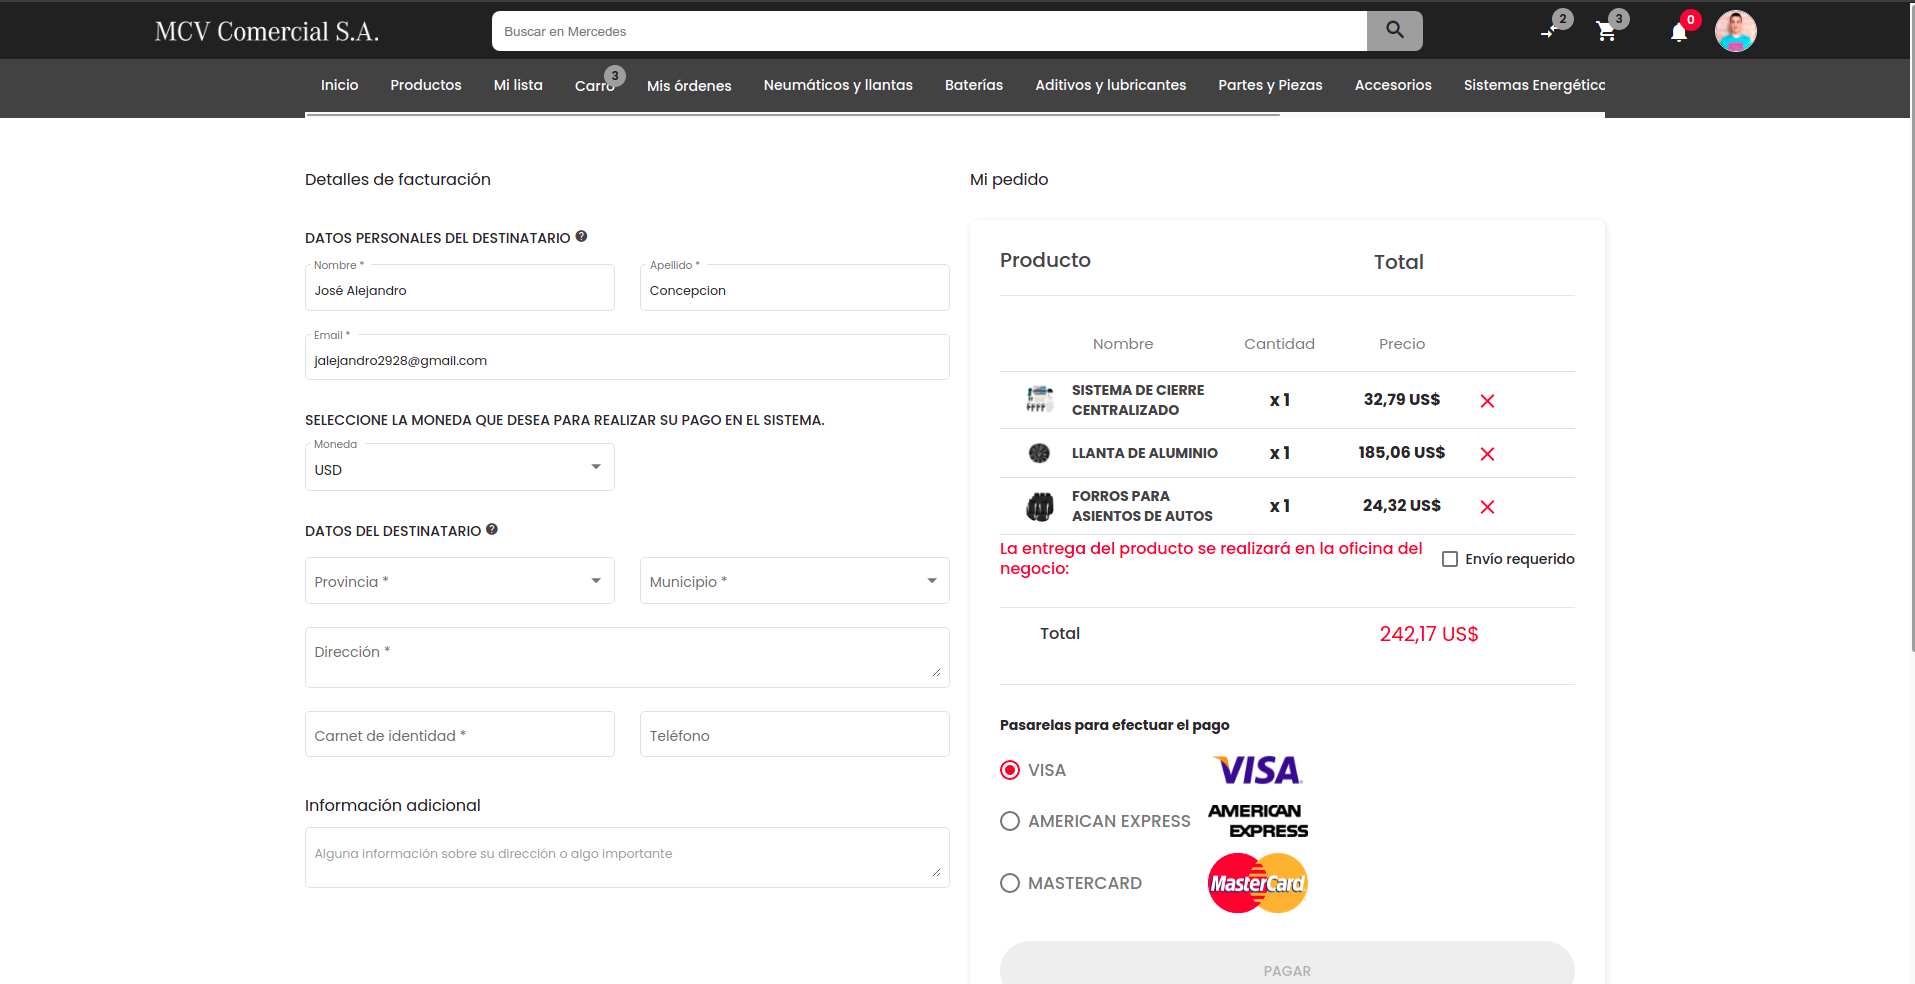 MCV Comercial S.A.
Buscar en Mercedes
2
3
0
Inicio
Productos
Mi lista
Carro
3
Mis órdenes
Neumáticos y llantas
Baterías
Aditivos y lubricantes
Partes y Piezas
Accesorios
Sistemas Energétic
Detalles de facturación
DATOS PERSONALES DEL DESTINATARIO
Nombre *
José Alejandro
Apellido *
Concepcion
Email *
jalejandro2928@gmail.com
SELECCIONE LA MONEDA QUE DESEA PARA REALIZAR SU PAGO EN EL SISTEMA.
Moneda
USD
DATOS DEL DESTINATARIO
Provincia *
Municipio *
Dirección *
Carnet de identidad *
Teléfono
Información adicional
Alguna información sobre su dirección o algo importante
Mi pedido
Producto
Total
Nombre
Cantidad
Precio
SISTEMA DE CIERRE
CENTRALIZADO
x 1
32,79 US$
LLANTA DE ALUMINIO
x 1
185,06 US$
FORROS PARA
ASIENTOS DE AUTOS
x 1
24,32 US$
La entrega del producto se realizará en la oficina del
negocio:
Envío requerido
Total
242,17 US$
Pasarelas para efectuar el pago
VISA
VISA
AMERICAN EXPRESS
AMERICAN
EXPRESS
MASTERCARD
MasterCard
PAGAR